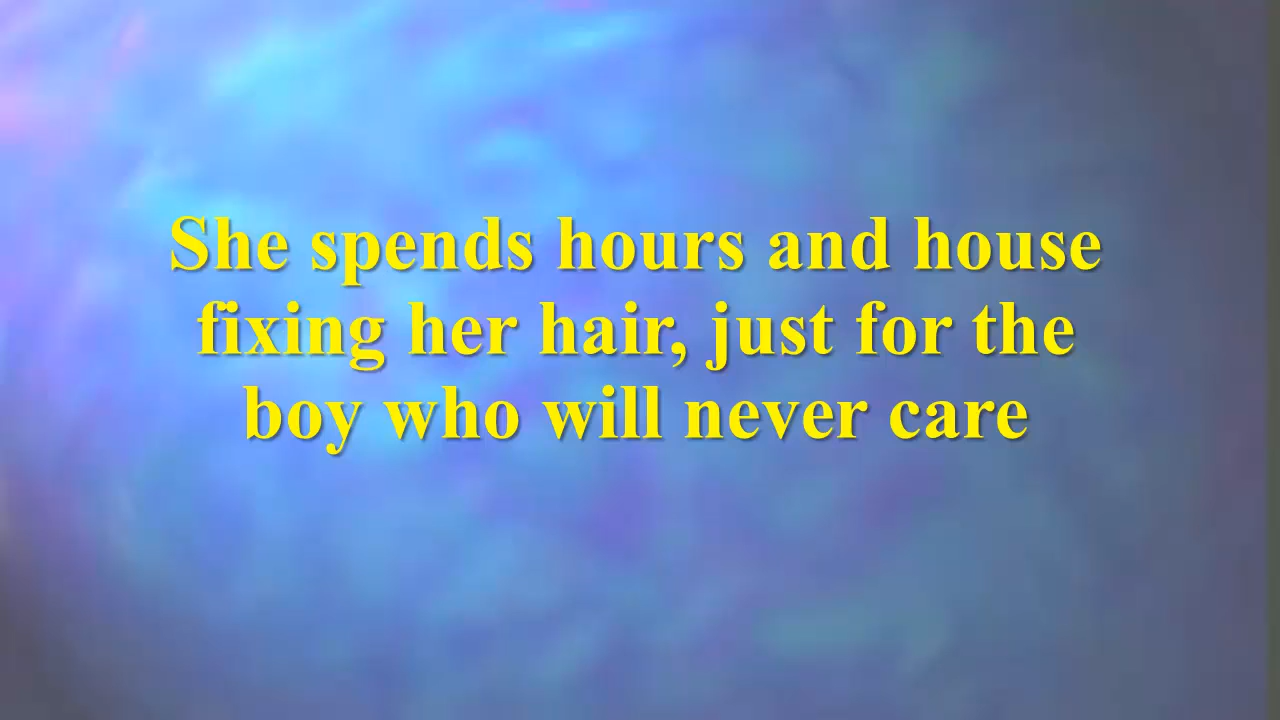 She spends hours and house
fixing her hair, just for the
boy who will never care